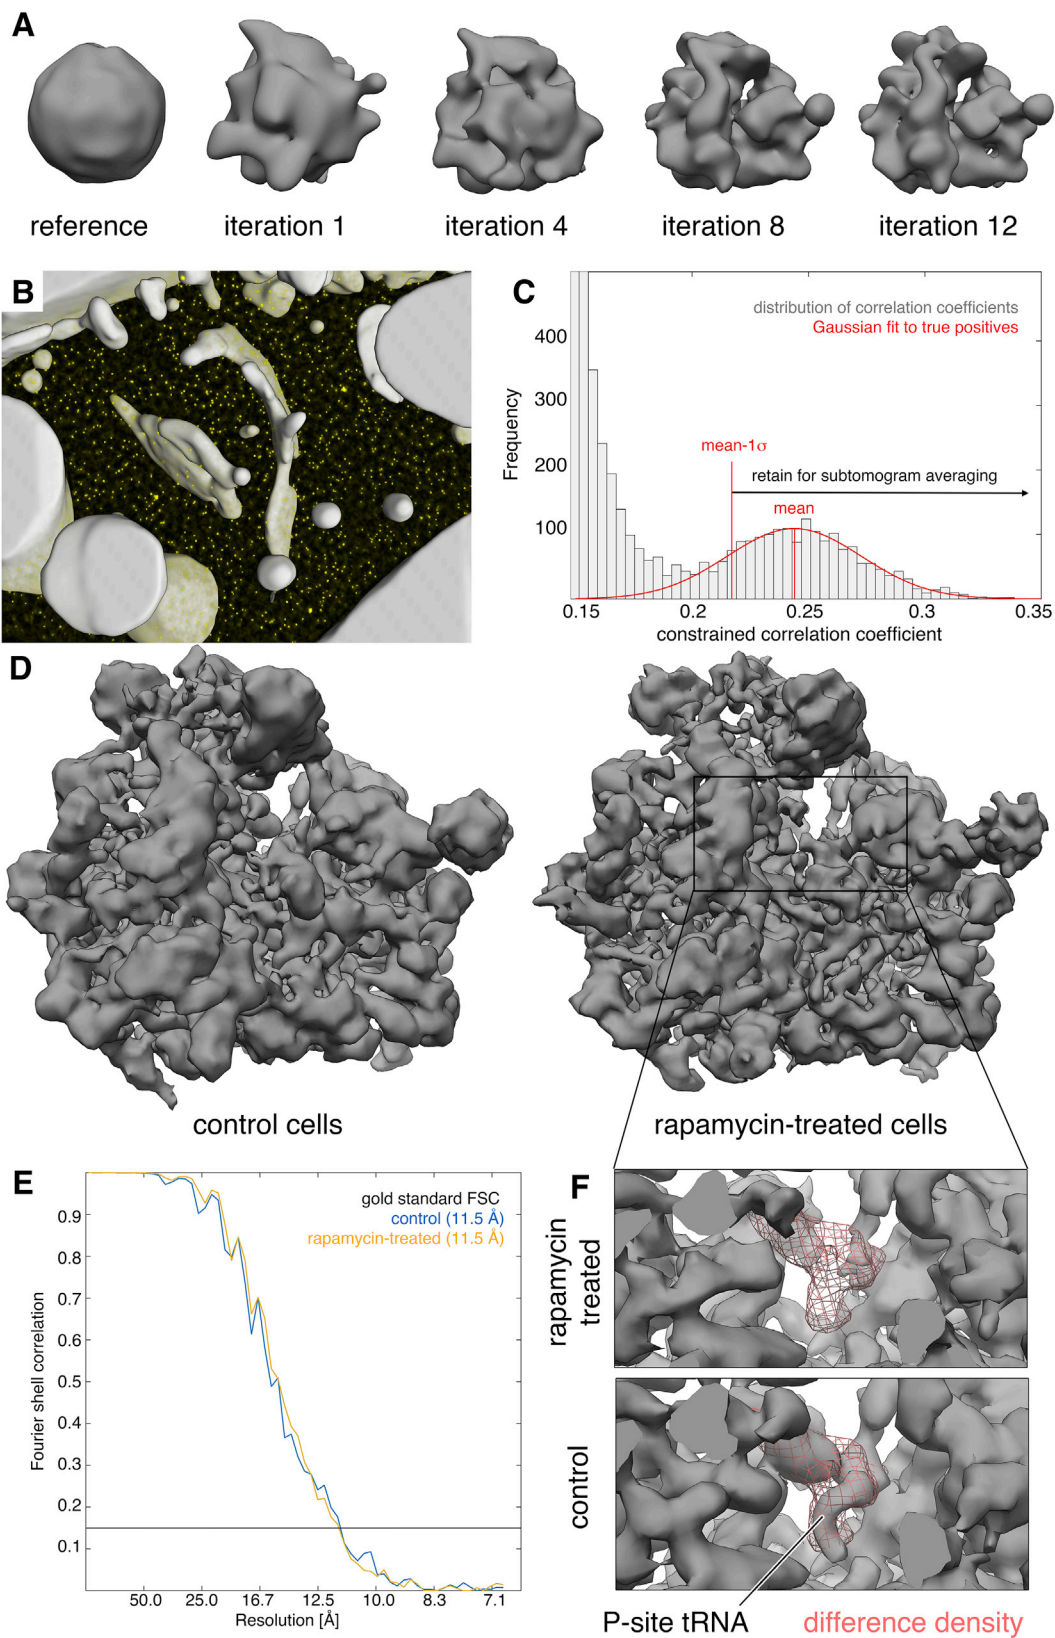 A
reference
iteration 1
iteration 4
iteration 8
iteration 12
B
C
distribution of correlation coefficients
Gaussian fit to true positives
Frequency
400
300
200
100
mean-1σ
retain for subtomogram averaging
mean
0.15
0.2
0.25
0.3
0.35
constrained correlation coefficient
D
control cells
rapamycin-treated cells
E
gold standard FSC
control (11.5 Å)
rapamycin-treated (11.5 Å)
Fourier shell correlation
0.9
0.8
0.7
0.6
0.5
0.4
0.3
0.2
0.1
50.0
25.0
16.7
12.5
10.0
8.3
7.1
Resolution [Å]
F
rapamycin
treated
control
P-site tRNA
difference density